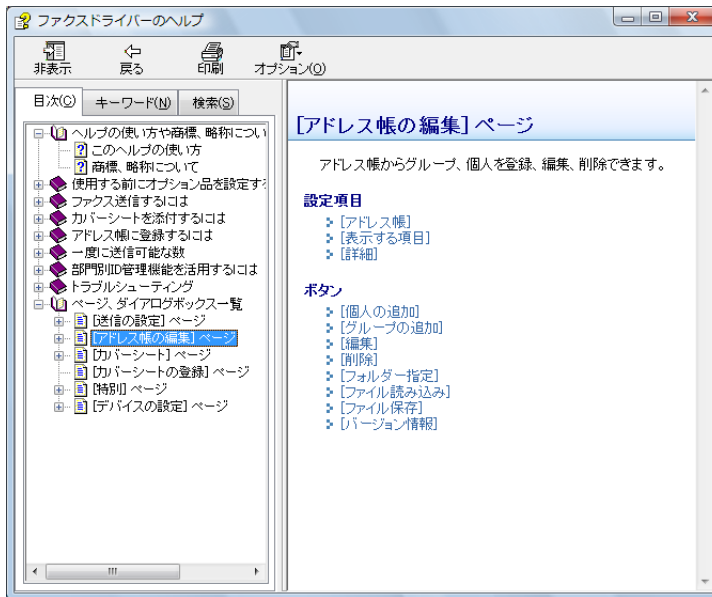 ファクスドライバーのヘルプ
非表示
戻る
印刷
オプション(O)
目次(C)
キーワード(N)
検索(S)
ヘルプの使い方や商標、略称につい
このヘルプの使い方
商標、略称について
使用する前にオプション品を設定す
ファクス送信するには
カバーシートを添付するには
アドレス帳に登録するには
一度に送信可能な数
部門別ID管理機能を活用するには
トラブルシューティング
ページ、ダイアログボックス一覧
[送信の設定] ページ
[アドレス帳の編集] ページ
[カバーシート] ページ
[カバーシートの登録] ページ
[特別] ページ
[デバイスの設定] ページ
[アドレス帳の編集] ページ
アドレス帳からグループ、個人を登録、編集、削除できます。
設定項目
[アドレス帳]
[表示する項目]
[詳細]
ボタン
[個人の追加]
[グループの追加]
[編集]
[削除]
[フォルダー指定]
[ファイル読み込み]
[ファイル保存]
[バージョン情報]